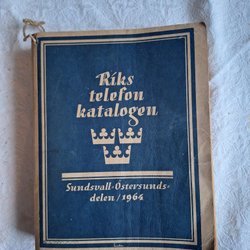 Riks
telefon
katalogen
Sundsvall-Östersunds-
delen/1964